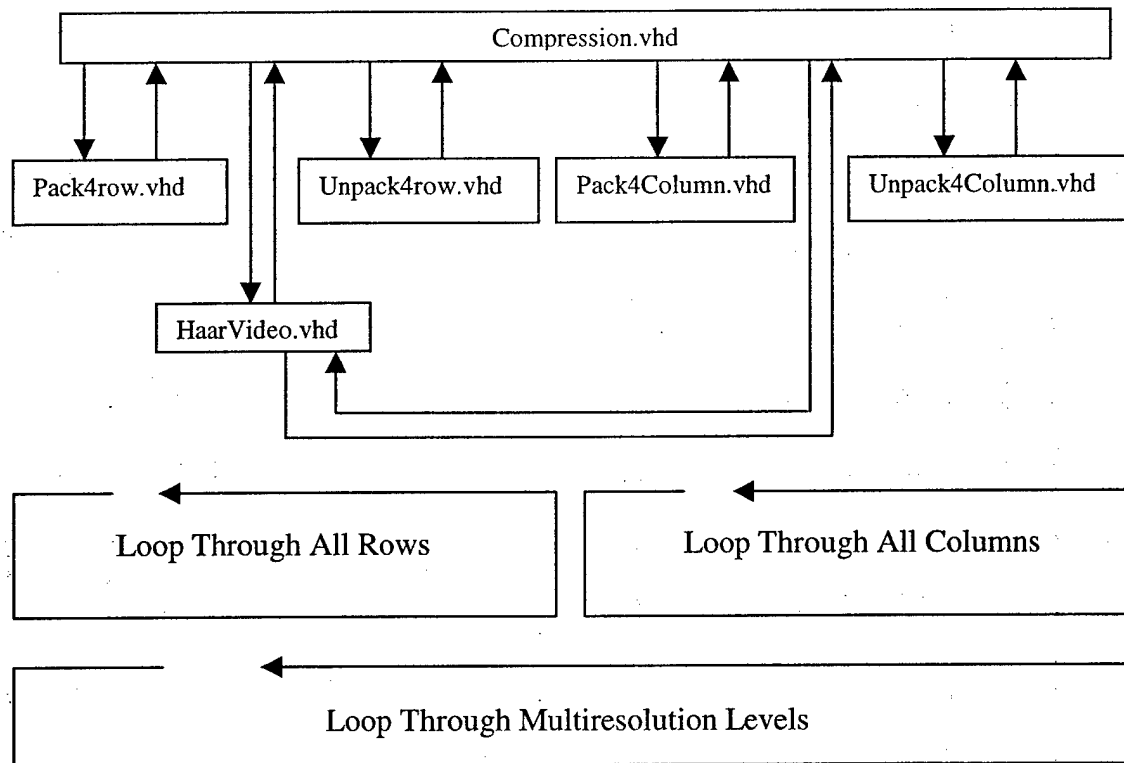 Compression.vhd
Pack4row.vhd
Unpack4row.vhd
Pack4Column.vhd
Unpack4Column.vhd
HaarVideo.vhd
Loop Through All Rows
Loop Through All Columns
Loop Through Multiresolution Levels